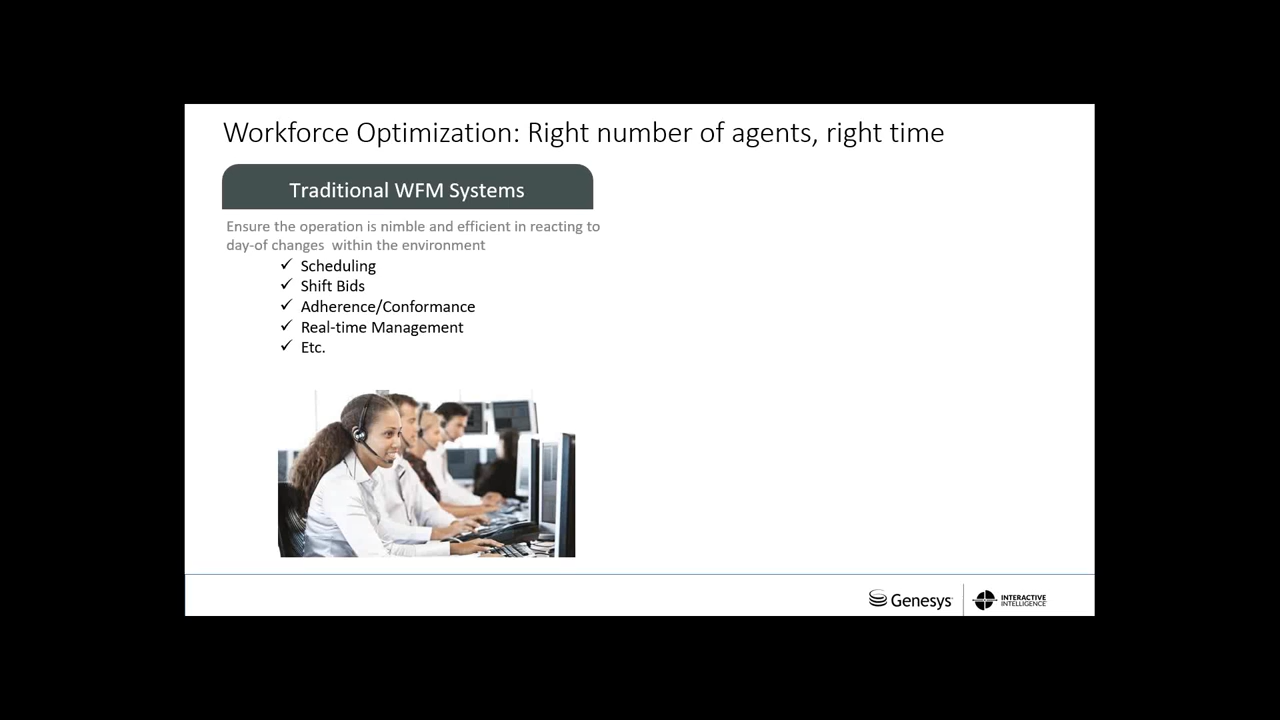 Workforce Optimization: Right number of agents, right time
Traditional WFM Systems
Ensure the operation is nimble and efficient in reacting to
day-of changes  within the environment
✓ Scheduling
✓ Shift Bids
✓ Adherence/Conformance
✓ Real-time Management
✓ Etc.
Genesys
INTERACTIVE
INTELLIGENCE